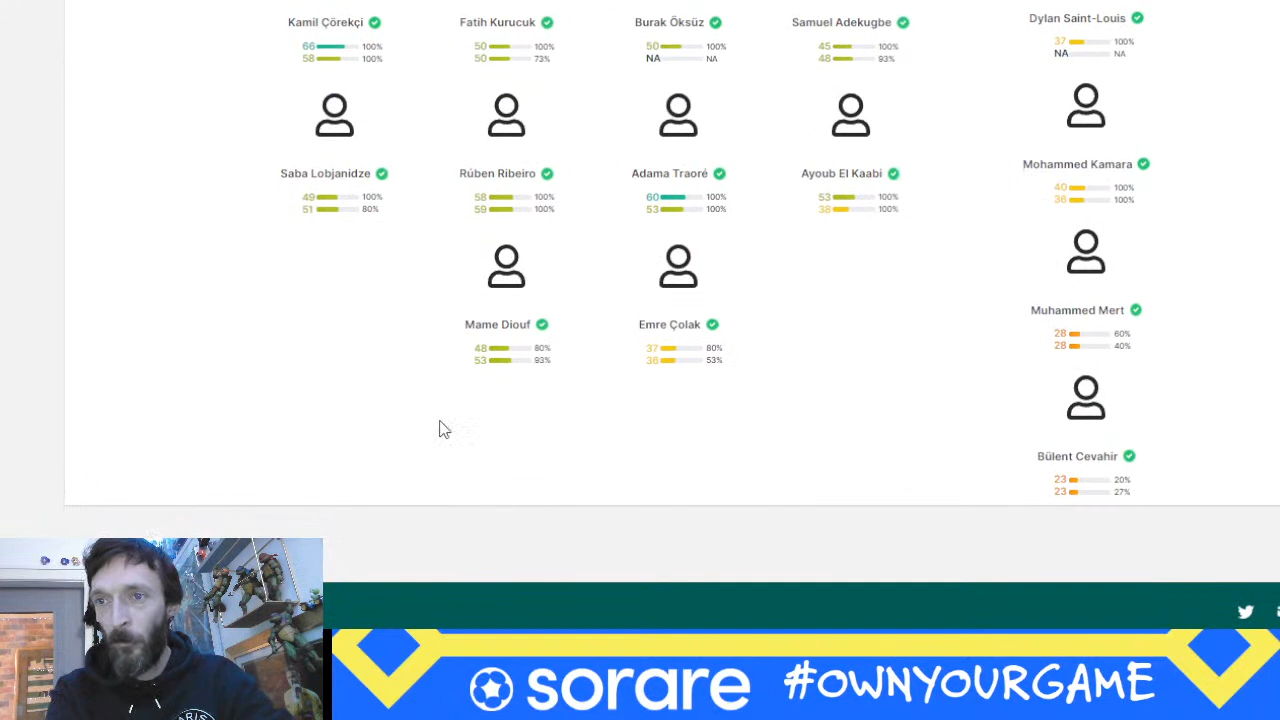 Kamil Çörekçi
Fatih Kurucuk
Burak Öksüz
Samuel Adekugbe
Dylan Saint-Louis
66 100%
58 100%
50 100%
50 73%
50 100%
NA NA
45 100%
48 93%
37 100%
NA NA
Saba Lobjanidze
Rúben Ribeiro
Adama Traoré
Ayoub El Kaabi
Mohammed Kamara
49 100%
51 80%
58 100%
59 100%
60 100%
53 100%
53 100%
38 100%
40 100%
36 100%
Mame Diouf
Emre Çolak
Muhammed Mert
48 80%
53 93%
37 80%
36 53%
28 60%
28 40%
Bülent Cevahir
23 20%
23 27%
PARIS
sorare #OWNYOURGAME